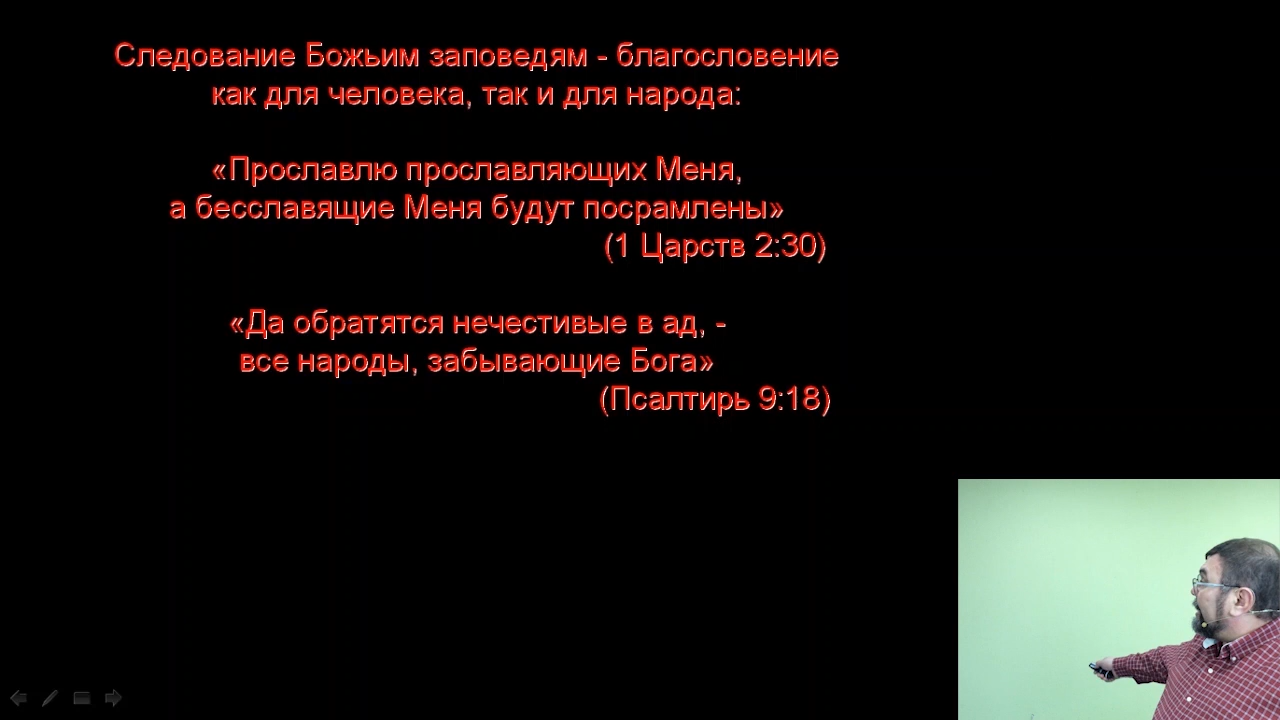 Следование Божьим заповедям - благословение
как для человека, так и для народа:
«Прославлю прославляющих Меня,
а бесславящие Меня будут посрамлены»
(1 Царств 2:30)
«Да обратятся нечестивые в ад, -
все народы, забывающие Бога»
(Псалтирь 9:18)